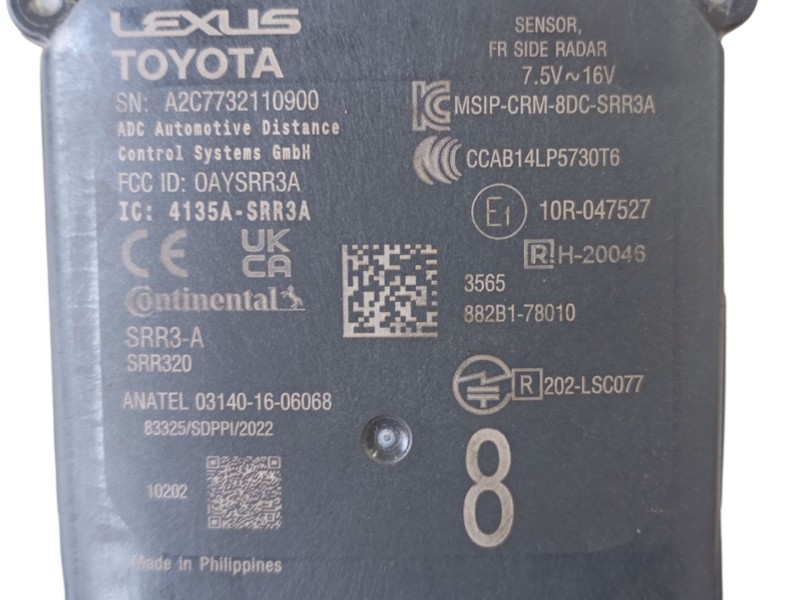 LEXUS
TOYOTA
SN: A2C7732110900
ADC Automotive Distance
Control Systems GmbH
FCC ID: OAYSRR3A
IC: 4135A-SRR3A
CE
UK
CA
Continental
SRR3-A
SRR320
ANATEL 03140-16-06068
83325/SDPPI/2022
10202
Made in Philippines
SENSOR,
FR SIDE RADAR
7.5V~16V
MSIP-CRM-8DC-SRR3A
CCAB14LP5730T6
E1 10R-047527
R H-20046
3565
882B1-78010
R 202-LSC077
8